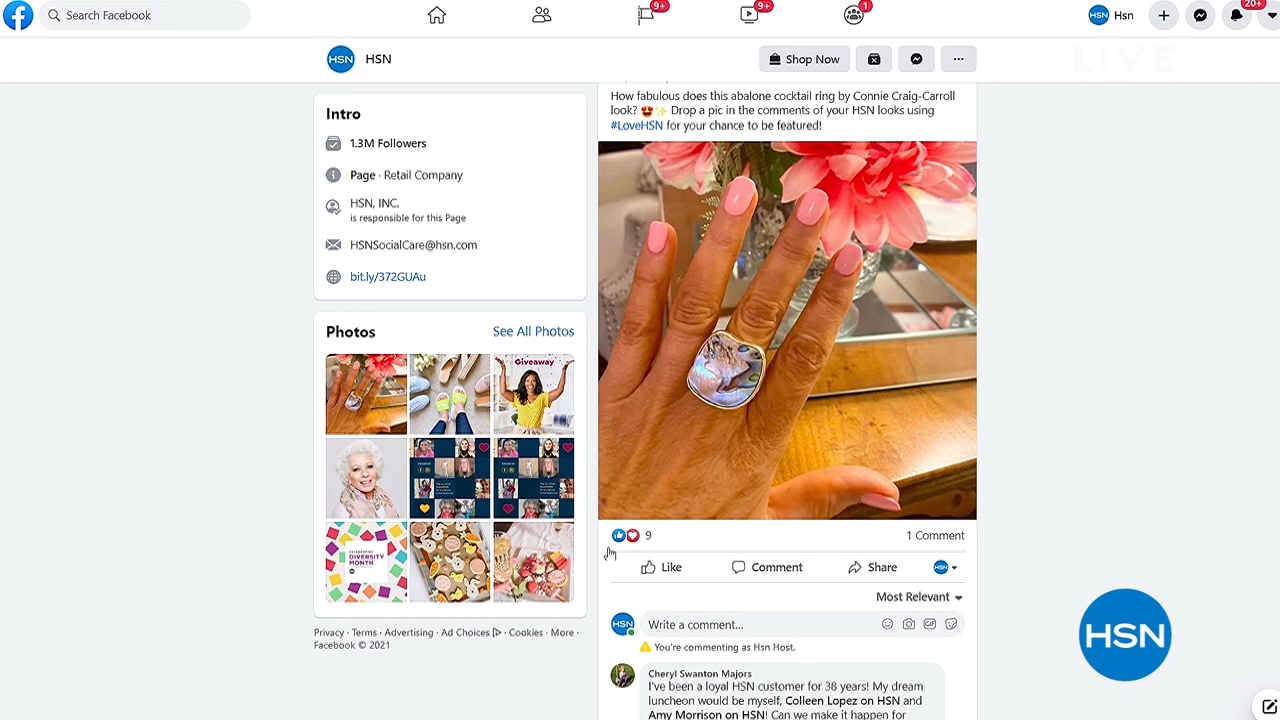 Search Facebook
9+
9+
1
HSN
Hsn
20+
HSN
HSN
Shop Now
LIVE
How fabulous does this abalone cocktail ring by Connie Craig-Carroll
look? 😍✨ Drop a pic in the comments of your HSN looks using
#LoveHSN for your chance to be featured!
Intro
1.3M Followers
Page · Retail Company
HSN, INC.
is responsible for this Page
HSNSocialCare@hsn.com
bit.ly/372GUAu
Photos
See All Photos
Giveaway
CELEBRATING
DIVERSITY
MONTH
Privacy · Terms · Advertising · Ad Choices · Cookies · More ·
Facebook © 2021
9
1 Comment
Like
Comment
Share
HSN
Most Relevant
HSN
Write a comment...
GIF
You're commenting as Hsn Host.
Cheryl Swanton Majors
I've been a loyal HSN customer for 38 years! My dream
luncheon would be myself, Colleen Lopez on HSN and
Amy Morrison on HSN! Can we make it happen for
HSN